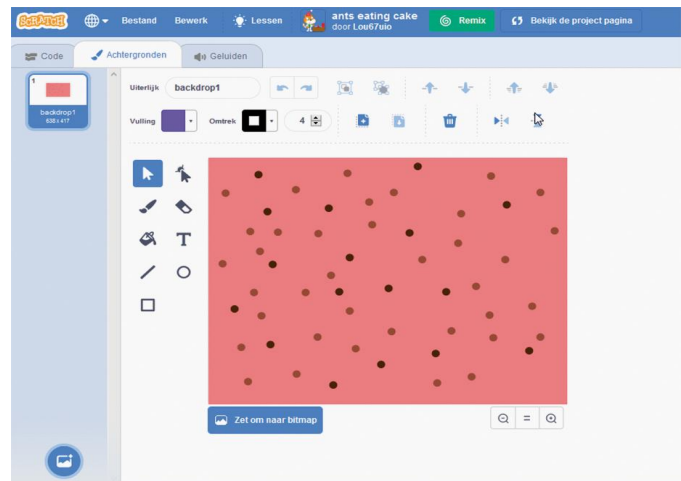 SCRATCH Bestand Bewerk Lessen ants eating cake Remix Bekijk de project pagina
door Lou67uio
Code Achtergronden Geluiden
1
backdrop1
Uiterlijk backdrop1
Vulling Omtrek 4
T
Zet om naar bitmap